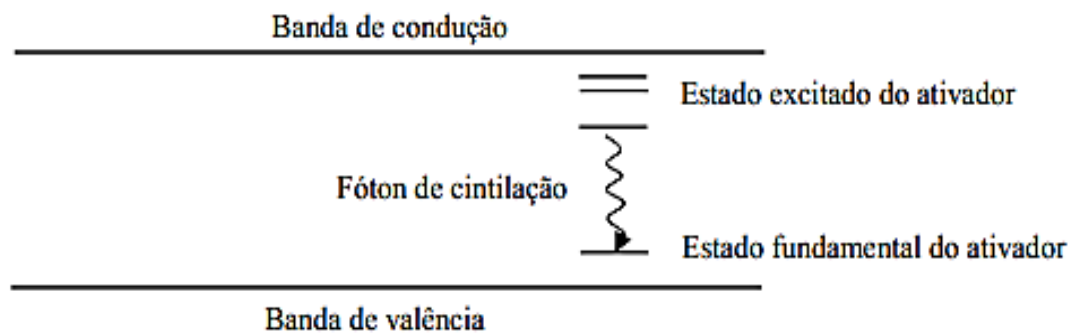 Banda de condução
Estado excitado do ativador
Fóton de cintilação
Estado fundamental do ativador
Banda de valência